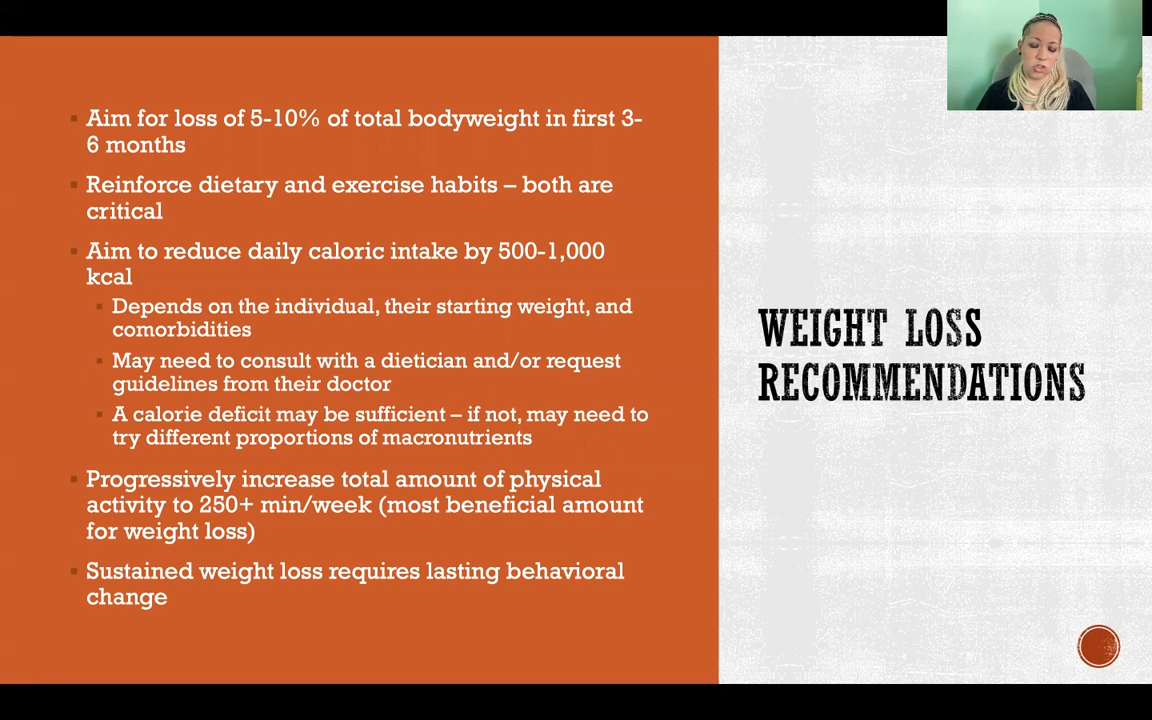 Aim for loss of 5-10% of total bodyweight in first 3-
6 months
Reinforce dietary and exercise habits – both are
critical
Aim to reduce daily caloric intake by 500-1,000
kcal
Depends on the individual, their starting weight, and
comorbidities
May need to consult with a dietician and/or request
guidelines from their doctor
A calorie deficit may be sufficient – if not, may need to
try different proportions of macronutrients
Progressively increase total amount of physical
activity to 250+ min/week (most beneficial amount
for weight loss)
Sustained weight loss requires lasting behavioral
change
WEIGHT LOSS
RECOMMENDATIONS